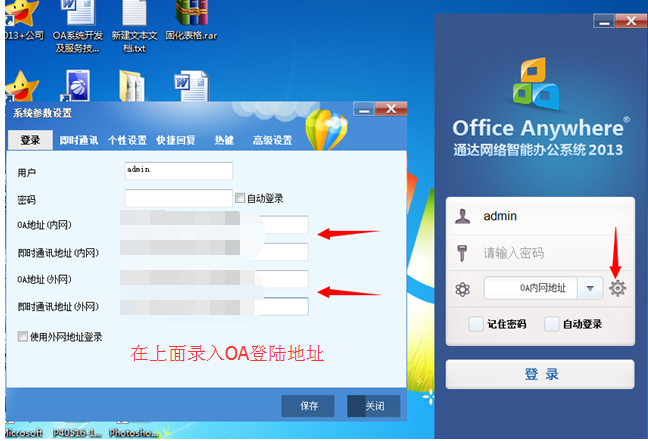 013+公司
OA系统开发
及服务技...
新建文本文
档.txt
固化表格.rar
系统参数设置
登录 即时通讯 个性设置 快捷回复 热键 高级设置
用户 admin
密码 自动登录
OA地址(内网)
即时通讯地址(内网)
OA地址(外网)
即时通讯地址(外网)
使用外网地址登录
在上面录入OA登陆地址
保存 关闭
Microsoft P40516-1... Photosho...
Office Anywhere®
通达网络智能办公系统 2013
admin
请输入密码
OA内网地址
记住密码 自动登录
登 录